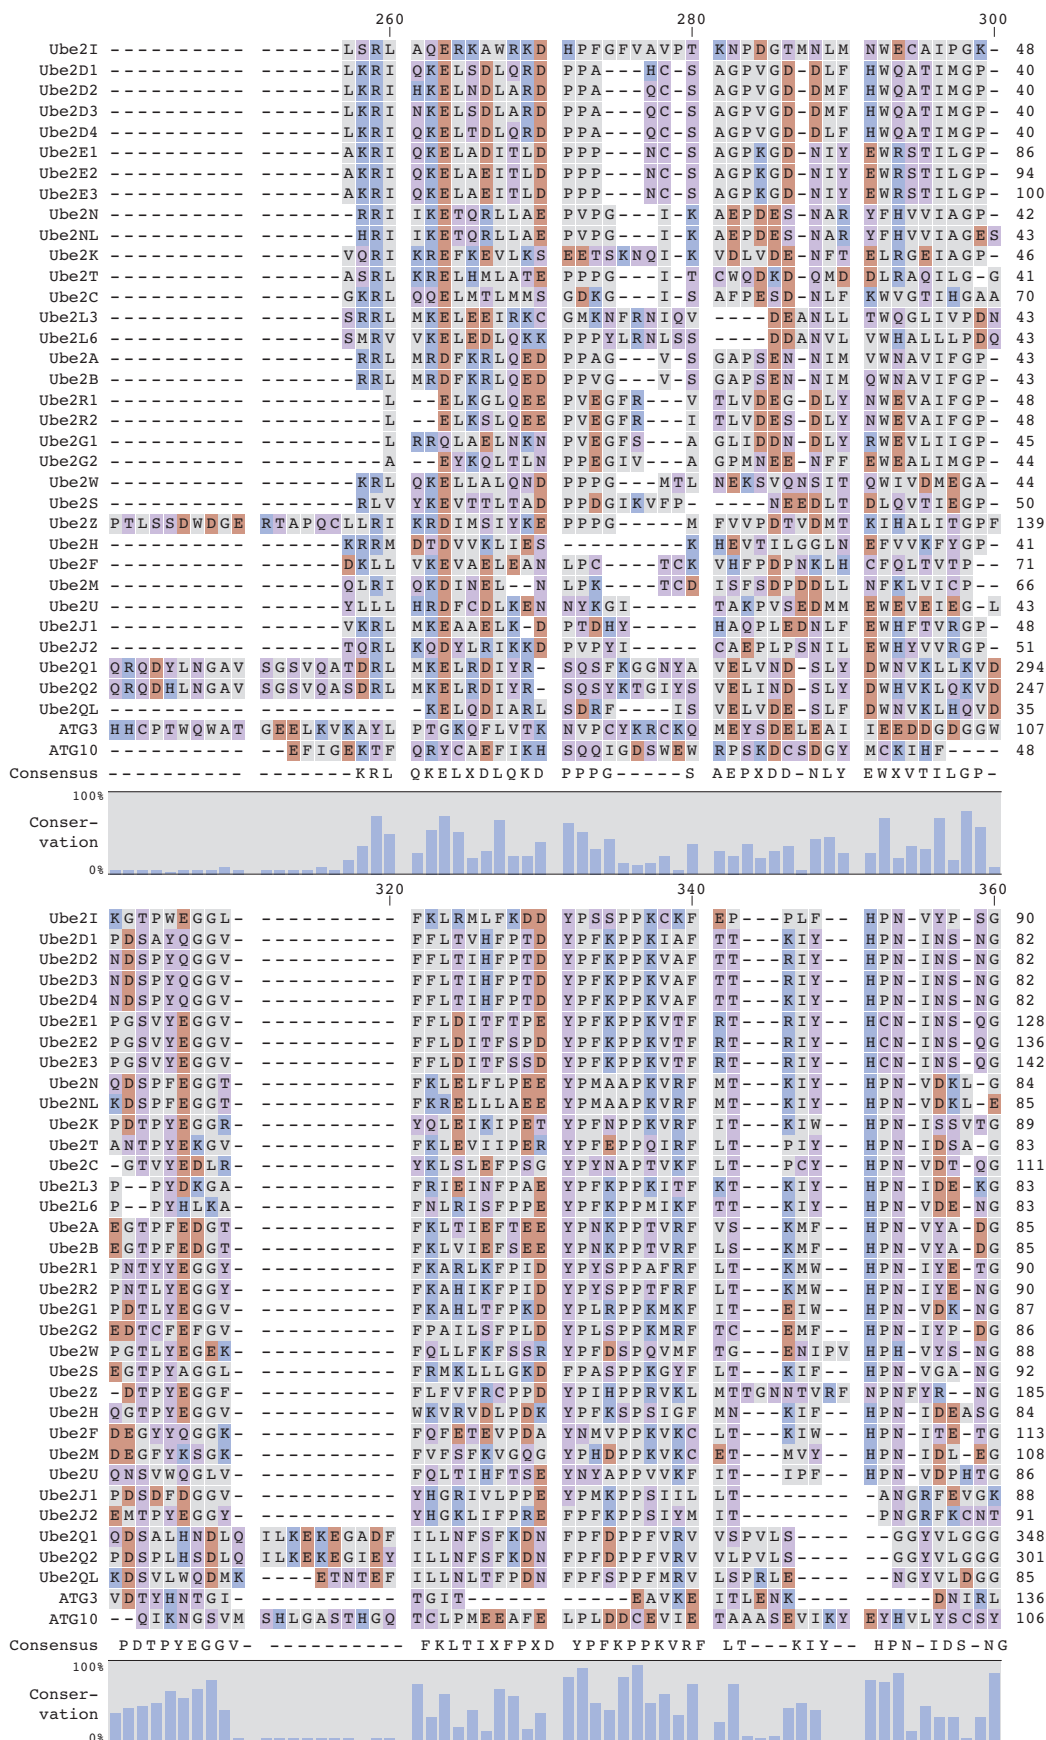 260 280 300
Ube2I ---------- -------LSRL AQERKAWRKD HPFGFVAVPT KNPDGTMNLM NWECAIPGK- 48
Ube2D1 ---------- -------LKRI QKELSDLQRD PPA---HC-S AGPVGD-DLF HWQATIMGP- 40
Ube2D2 ---------- -------LKRI HKELNDLARD PPA---QC-S AGPVGD-DMF HWQATIMGP- 40
Ube2D3 ---------- -------LKRI NKELSDLARD PPA---QC-S AGPVGD-DMF HWQATIMGP- 40
Ube2D4 ---------- -------LKRI QKELTDLQRD PPA---QC-S AGPVGD-DLF HWQATIMGP- 40
Ube2E1 ---------- -------AKRI QKELADITLD PPP---NC-S AGPKGD-NIY EWRSTILGP- 86
Ube2E2 ---------- -------AKRI QKELAEITLD PPP---NC-S AGPKGD-NIY EWRSTILGP- 94
Ube2E3 ---------- -------AKRI QKELAEITLD PPP---NC-S AGPKGD-NIY EWRSTILGP- 100
Ube2N ---------- --------RRI IKETQRLLAE PVPG---I-K AEPDES-NAR YFHVVIAGP- 42
Ube2NL ---------- --------HRI IKETQRLLAE PVPG---I-K AEPDES-NAR YFHVVIAGES 43
Ube2K ---------- -------VQRI KREFKEVLKS EETSKNQI-K VDLVDE-NFT ELRGEIAGP- 46
Ube2T ---------- -------ASRL KRELHMLATE PPPG---I-T CWQDKD-QMD DLRAQILG-G 41
Ube2C ---------- -------GKRL QQELMTLMMS GDKG---I-S AFPESD-NLF KWVGTIHGAA 70
Ube2L3 ---------- -------SRRL MKELEEIRKC GMKNFRNIQV ----DEANLL TWQGLIVPDN 43
Ube2L6 ---------- -------SMRV VKELEDLQKK PPPYLRNLSS ----DDANVL VWHALLLPDQ 43
Ube2A ---------- --------RRL MRDFKRLQED PPAG---V-S GAPSEN-NIM VWNAVIFGP- 43
Ube2B ---------- --------RRL MRDFKRLQED PPVG---V-S GAPSEN-NIM QWNAVIFGP- 43
Ube2R1 ---------- ----------L --ELKGLQEE PVEGFR---V TLVDEG-DLY NWEVAIFGP- 48
Ube2R2 ---------- ----------L --ELKSLQEE PVEGFR---I TLVDES-DLY NWEVAIFGP- 48
Ube2G1 ---------- ----------L RRQLAELNKN PVEGFS---A GLIDDN-DLY RWEVLIIGP- 45
Ube2G2 ---------- ----------A --EYKQLTLN PPEGIV---A GPMNEE-NFF EWEALIMGP- 44
Ube2W ---------- --------KRL QKELLALQND PPPG---MTL NEKSVQNSIT QWIVDMEGA- 44
Ube2S ---------- --------RLV YKEVTTLTAD PPDGIKVFP- ----NEEDLT DLQVTIEGP- 50
Ube2Z PTLSSDWDGE RTAPQCLLRI KRDIMSIYKE PPPG-----M FVVPDTVDMT KIHALITGPF 139
Ube2H ---------- -------KRRM DTDVVKLIES ---------K HEVTILGGLN EFVVKFYGP- 41
Ube2F ---------- -------DKLL VKEVAELEAN LPC----TCK VHFPDPNKLH CFQLTVTP-- 71
Ube2M ---------- -------QLRI QKDINEL--N LPK----TCD ISFSDPDDLL NFKLVICP-- 66
Ube2U ---------- -------YLLL HRDFCDLKEN NYKGI----- TAKPVSEDMM EWEVEIEG-L 43
Ube2J1 ---------- -------VKRL MKEAAELK-D PTDHY----- HAQPLEDNLF EWHFTVRGP- 48
Ube2J2 ---------- -------TQRL KQDYLRIKKD PVPYI----- CAEPLPSNIL EWHYVVRGP- 51
Ube2Q1 QRQDYLNGAV SGSVQATDRL MKELRDIYR- SQSFKGGNYA VELVND-SLY DWNVKLLKVD 294
Ube2Q2 QRQDHLNGAV SGSVQASDRL MKELRDIYR- SQSYKTGIYS VELIND-SLY DWHVKLQKVD 247
Ube2QL ---------- ---------- -KELQDIARL SDRF----IS VELVDE-SLF DWNVKLHQVD 35
ATG3 HHCPTWQWAT GEELKVKAYL PTGKQFLVTK NVPCYKRCKQ MEYSDELEAI IEEDDGDGGW 107
ATG10 ---------- ---EFIGEKTF QRYCAEFIKH SQQIGDSWEW RPSKDCSDGY MCKIHF---- 48
Consensus ---------- --------KRL QKELXDLQKD PPPG-----S AEPXDD-NLY EWXVTILGP-
100%
Conser-
vation
0%
320 340 360
Ube2I KGTPWEGGL- ---------- FKLRMLFKDD YPSSPPKCKF EP---PLF-- HPN-VYP-SG 90
Ube2D1 PDSAYQGGV- ---------- FFLTVHFPTD YPFKPPKIAF TT---KIY-- HPN-INS-NG 82
Ube2D2 NDSPYQGGV- ---------- FFLTIHFPTD YPFKPPKVAF TT---RIY-- HPN-INS-NG 82
Ube2D3 NDSPYQGGV- ---------- FFLTIHFPTD YPFKPPKVAF TT---RIY-- HPN-INS-NG 82
Ube2D4 NDSPYQGGV- ---------- FFLTIHFPTD YPFKPPKVAF TT---KIY-- HPN-INS-NG 82
Ube2E1 PGSVYEGGV- ---------- FFLDITFTPE YPFKPPKVTF RT---RIY-- HCN-INS-QG 128
Ube2E2 PGSVYEGGV- ---------- FFLDITFSPD YPFKPPKVTF RT---RIY-- HCN-INS-QG 136
Ube2E3 PGSVYEGGV- ---------- FFLDITFSSD YPFKPPKVTF RT---RIY-- HCN-INS-QG 142
Ube2N QDSPFEGGT- ---------- FKLELFLPEE YPMAAPKVRF MT---KIY-- HPN-VDKL-G 84
Ube2NL KDSPFEGGT- ---------- FKRELLLAEE YPMAAPKVRF MT---KIY-- HPN-VDKL-E 85
Ube2K PDTPYEGGR- ---------- YQLEIKIPET YPFNPPKVRF IT---KIW-- HPN-ISSVTG 89
Ube2T ANTPYEKGV- ---------- FKLEVIIPER YPFEPPQIRF LT---PIY-- HPN-IDSA-G 83
Ube2C -GTVYEDLR- ---------- YKLSLEFPSG YPYNAPTVKF LT---PCY-- HPN-VDT-QG 111
Ube2L3 P--PYDKGA- ---------- FRIEINFPAE YPFKPPKITF KT---KIY-- HPN-IDE-KG 83
Ube2L6 P--PYHLKA- ---------- FNLRISFPPE YPFKPPMIKF TT---KIY-- HPN-VDE-NG 83
Ube2A EGTPFEDGT- ---------- FKLTIEFTEE YPNKPPTVRF VS---KMF-- HPN-VYA-DG 85
Ube2B EGTPFEDGT- ---------- FKLVIEFSEE YPNKPPTVRF LS---KMF-- HPN-VYA-DG 85
Ube2R1 PNTYYEGGY- ---------- FKARLKFPID YPYSPPAFRF LT---KMW-- HPN-IYE-TG 90
Ube2R2 PNTLYEGGY- ---------- FKAHIKFPID YPYSPPTFRF LT---KMW-- HPN-IYE-NG 90
Ube2G1 PDTLYEGGV- ---------- FKAHLTFPKD YPLRPPKMKF IT---EIW-- HPN-VDK-NG 87
Ube2G2 EDTCFEFGV- ---------- FPAILSFPLD YPLSPPKMRF TC---EMF-- HPN-IYP-DG 86
Ube2W PGTLYEGEK- ---------- FQLLFKFSSR YPFDSPQVMF TG---ENIPV HPH-VYS-NG 88
Ube2S EGTPYAGGL- ---------- FRMKLLLGKD FPASPPKGYF LT---KIF-- HPN-VGA-NG 92
Ube2Z -DTPYEGGF- ---------- FLFVFRCPPD YPIHPPRVKL MTTGNNTVRF NPNFYR--NG 185
Ube2H QGTPYEGGV- ---------- WKVRVDLPDK YPFKSPSIGF MN---KIF-- HPN-IDEASG 84
Ube2F DEGYYQGGK- ---------- FQFETEVPDA YNMVPPKVKC LT---KIW-- HPN-ITE-TG 113
Ube2M DEGFYKSGK- ---------- FVFSFKVGQG YPHDPPKVKC ET---MVY-- HPN-IDL-EG 108
Ube2U QNSVWQGLV- ---------- FQLTIHFTSE YNYAPPVVKF IT---IPF-- HPN-VDPHTG 86
Ube2J1 PDSDFDGGV- ---------- YHGRIVLPPE YPMKPPSIIL LT-------- -ANGRFEVGK 88
Ube2J2 EMTPYEGGY- ---------- YHGKLIFPRE FPFKPPSIYM IT-------- -PNGRFKCNT 91
Ube2Q1 QDSALHNDLQ ILKEKEGADF ILLNFSFKDN FPFDPPFVRV VSPVLS---- --GGYVLGGG 348
Ube2Q2 PDSPLHSDLQ ILKEKEGIEY ILLNFSFKDN FPFDPPFVRV VLPVLS---- --GGYVLGGG 301
Ube2QL KDSVLWQDMK ----ETNTEF ILLNLTFPDN FPFSPPFMRV LSPRLE---- --NGYVLDGG 85
ATG3 VDTYHNTGI- ---------- TGIT------ -----EAVKE ITLENK---- -----DNIRL 136
ATG10 --QIKNGSVM SHLGASTHGQ TCLPMEEAFE LPLDDCEVIE TAAASEVIKY EYHVLYSCSY 106
Consensus PDTPYEGGV- ---------- FKLTIXFPXD YPFKPPKVRF LT---KIY-- HPN-IDS-NG
100%
Conser-
vation
0%